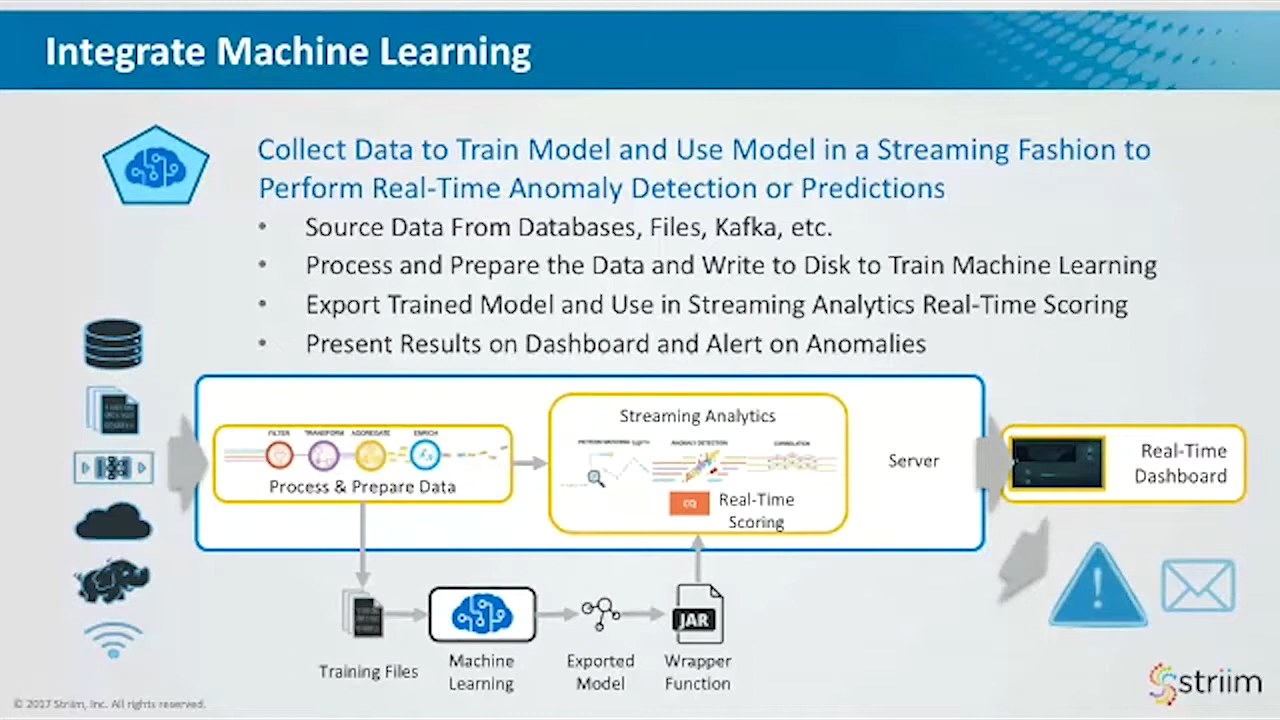 Integrate Machine Learning
Collect Data to Train Model and Use Model in a Streaming Fashion to
Perform Real-Time Anomaly Detection or Predictions
• Source Data From Databases, Files, Kafka, etc.
• Process and Prepare the Data and Write to Disk to Train Machine Learning
• Export Trained Model and Use in Streaming Analytics Real-Time Scoring
• Present Results on Dashboard and Alert on Anomalies
FILTER TRANSFORM AGGREGATE ENRICH
Process & Prepare Data
Streaming Analytics
ANOMALY DETECTION
CORRELATION
CQ
Real-Time
Scoring
Server
Real-Time
Dashboard
JAR
Training Files
Machine
Learning
Exported
Model
Wrapper
Function
striim
© 2017 Striim, Inc. All rights reserved.